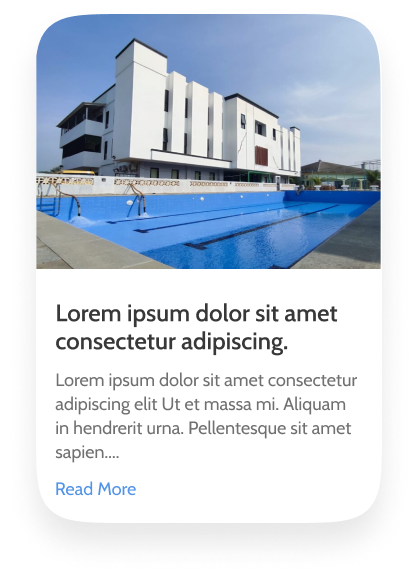 Lorem ipsum dolor sit amet
consectetur adipiscing.
Lorem ipsum dolor sit amet consectetur
adipiscing elit Ut et massa mi. Aliquam
in hendrerit urna. Pellentesque sit amet
sapien....
Read More